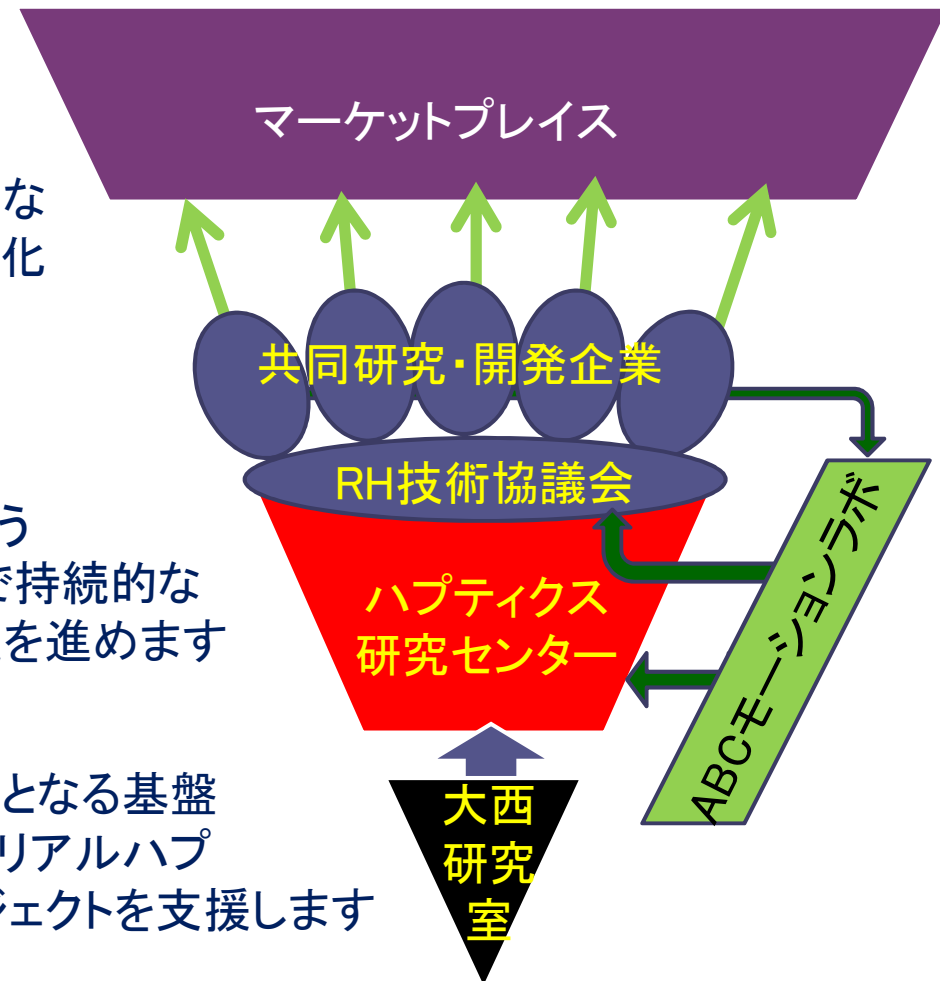 マーケットプレイス
な
化
共同研究・開発企業
RH技術協議会
う
で持続的な
を進めます
ハプティクス
研究センター
ABCモーションラボ
となる基盤
リアルハプ
ジェクトを支援します
大西
研究
室